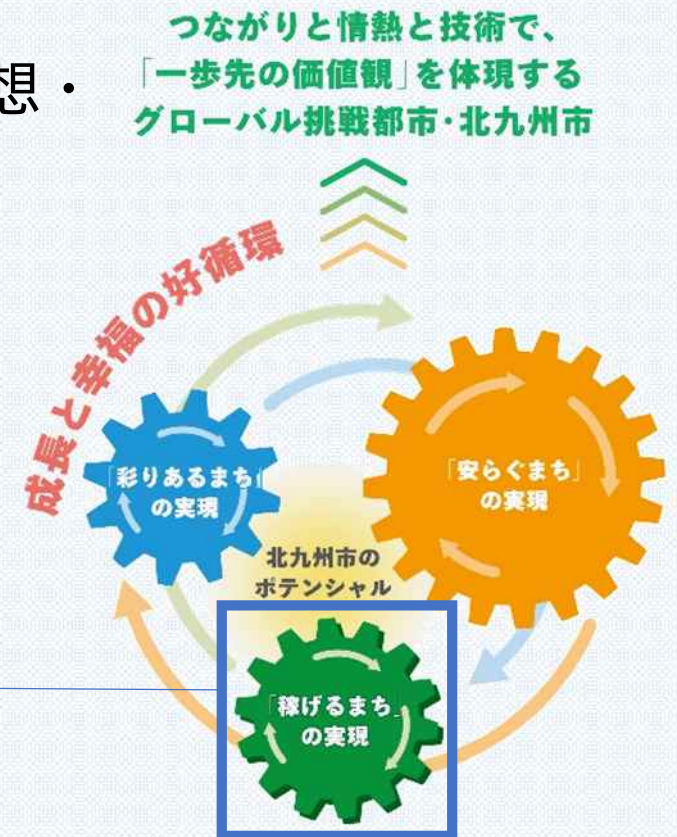 つながりと情熱と技術で、
「一歩先の価値観」を体現する
グローバル挑戦都市・北九州市
想・
成長と幸福の好循環
「彩りあるまち」
の実現
「安らぐまち」
の実現
北九州市の
ポテンシャル
「稼げるまち」
の実現